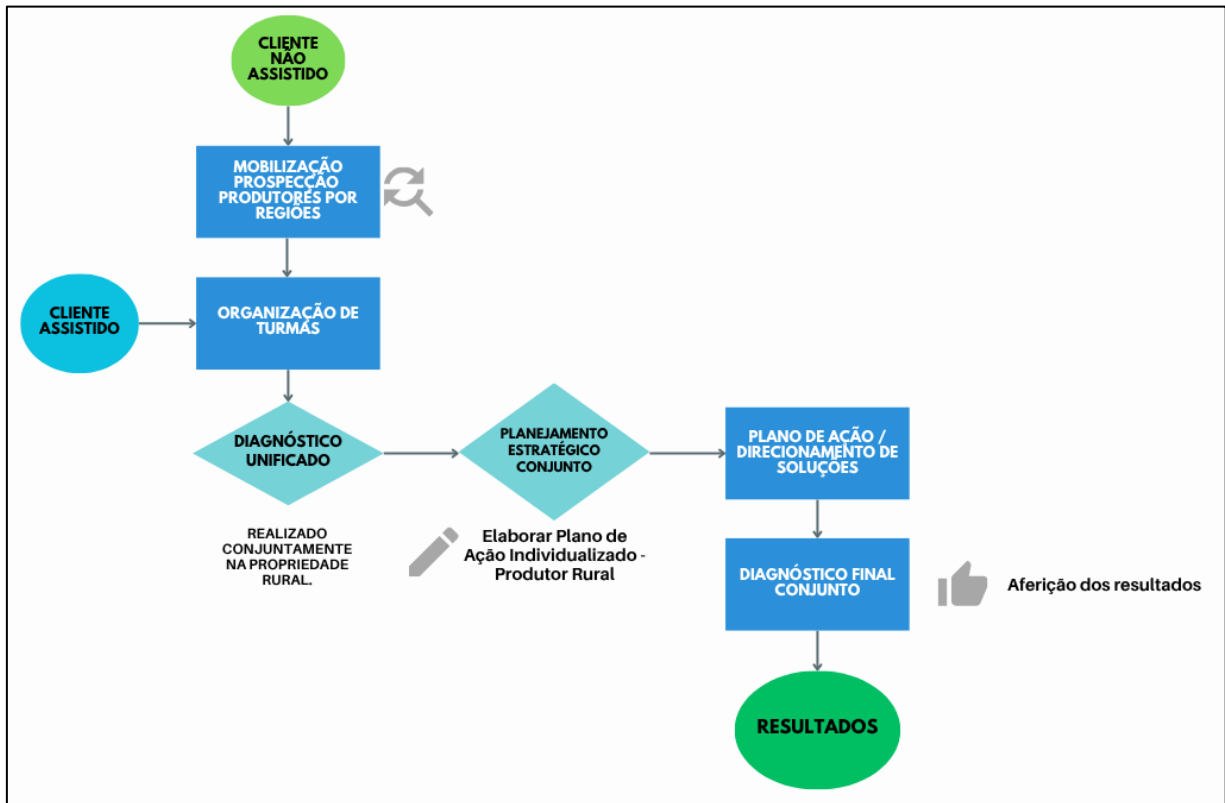 CLIENTE
NÃO
ASSISTIDO
MOBILIZAÇÃO
PROSPECÇÃO
PRODUTORES POR
REGIÕES
CLIENTE
ASSISTIDO
ORGANIZAÇÃO DE
TURMAS
DIAGNÓSTICO
UNIFICADO
REALIZADO
CONJUNTAMENTE
NA PROPRIEDADE
RURAL.
PLANEJAMENTO
ESTRATÉGICO
CONJUNTO
Elaborar Plano de
Ação Individualizado -
Produtor Rural
PLANO DE AÇÃO /
DIRECIONAMENTO DE
SOLUÇÕES
DIAGNÓSTICO FINAL
CONJUNTO
Aferição dos resultados
RESULTADOS